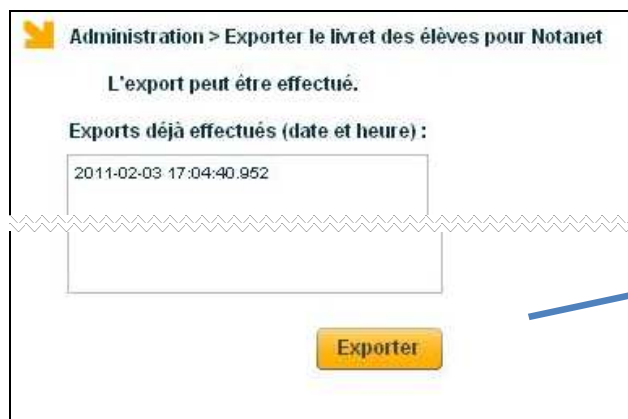 Administration > Exporter le livret des élèves pour Notanet
L'export peut être effectué.
Exports déjà effectués (date et heure) :
2011-02-03 17:04:40.952
Exporter